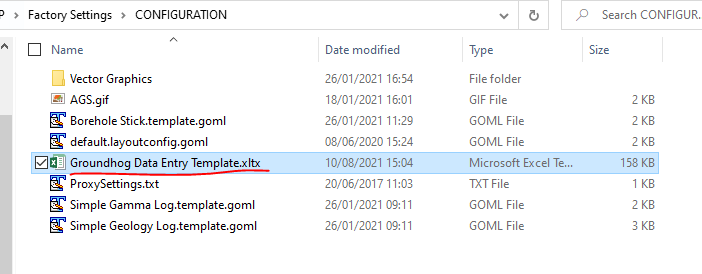 P > Factory Settings > CONFIGURATION Search CONFIGUR...
Name Date modified Type Size
Vector Graphics 26/01/2021 16:54 File folder
AGS.gif 18/01/2021 16:01 GIF File 2 KB
Borehole Stick.template.goml 26/01/2021 11:29 GOML File 2 KB
default.layoutconfig.goml 08/06/2020 15:24 GOML File 2 KB
Groundhog Data Entry Template.xltx 10/08/2021 15:04 Microsoft Excel Te... 158 KB
ProxySettings.txt 20/06/2017 11:03 TXT File 1 KB
Simple Gamma Log.template.goml 26/01/2021 09:11 GOML File 2 KB
Simple Geology Log.template.goml 26/01/2021 09:11 GOML File 3 KB